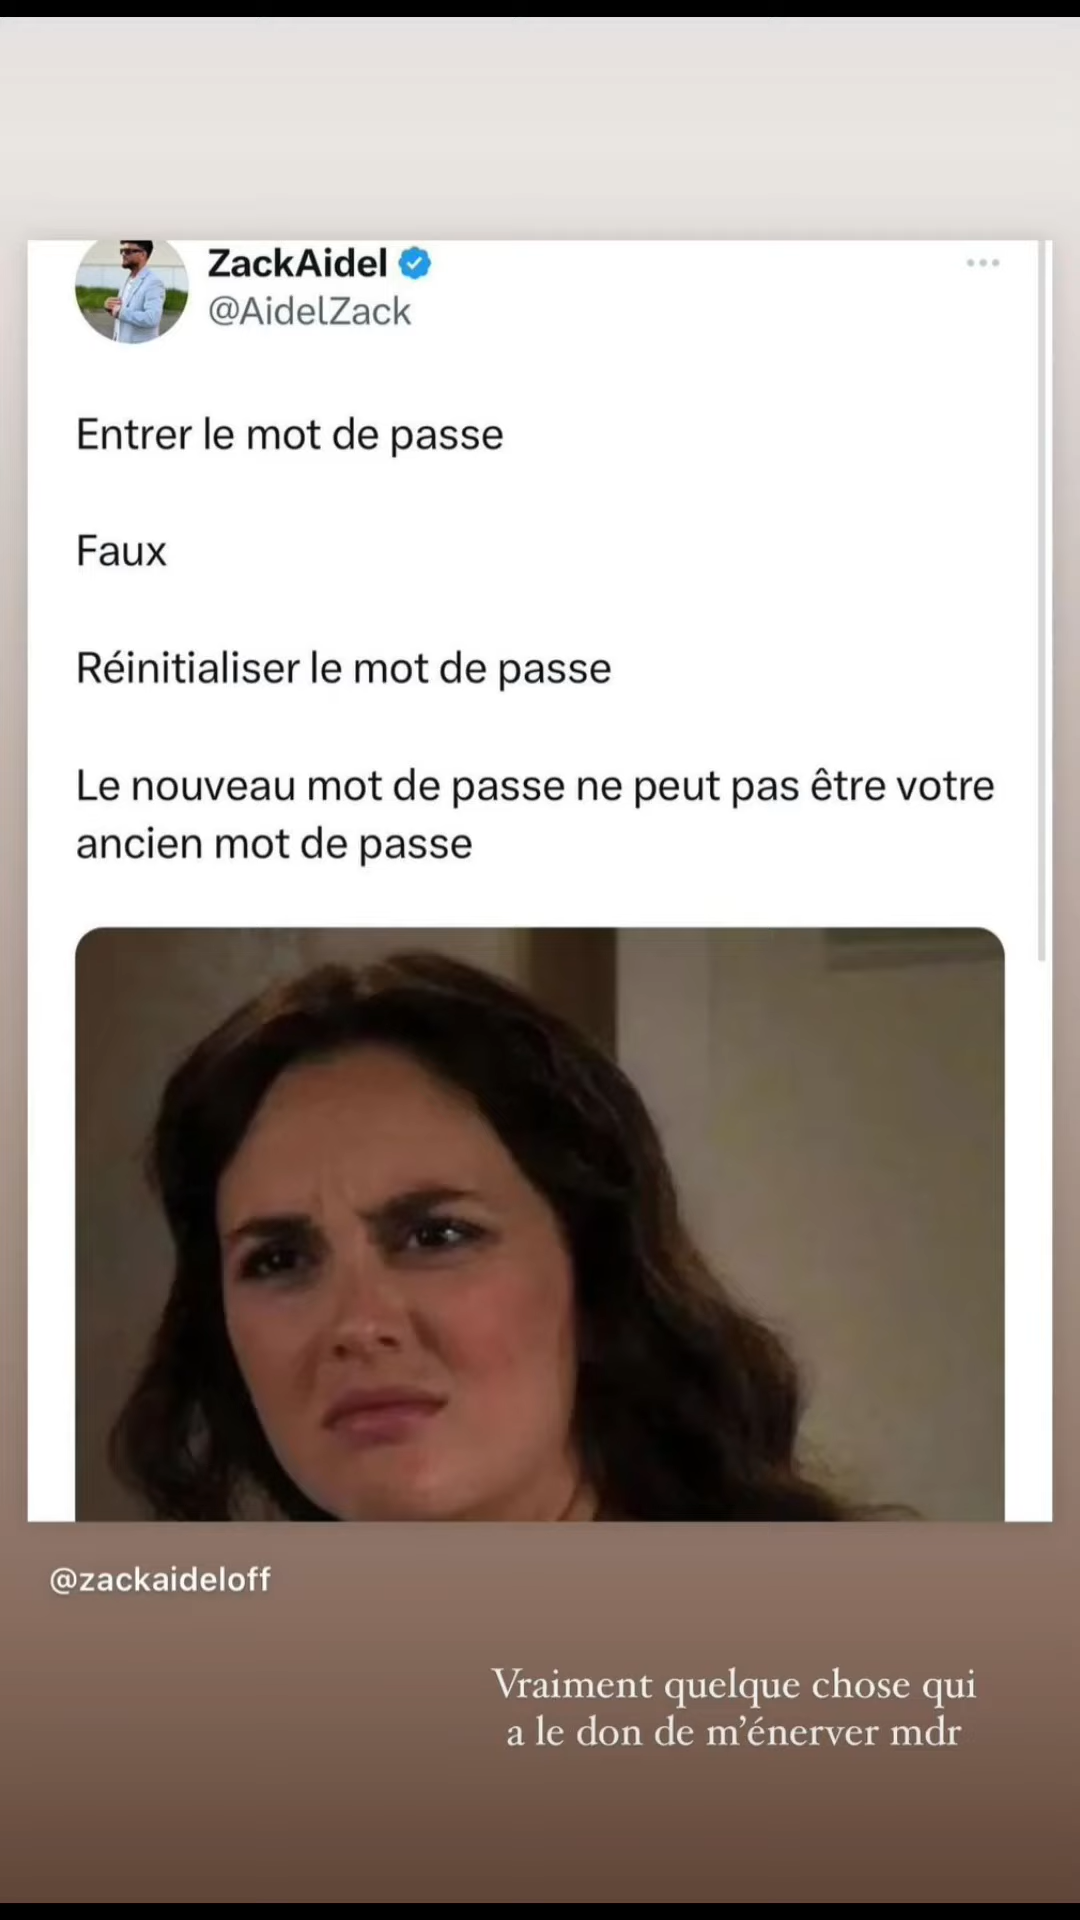 ZackAidel
@AidelZack
Entrer le mot de passe
Faux
Réinitialiser le mot de passe
Le nouveau mot de passe ne peut pas être votre
ancien mot de passe
@zackaideloff
Vraiment quelque chose qui
a le don de m’énerver mdr